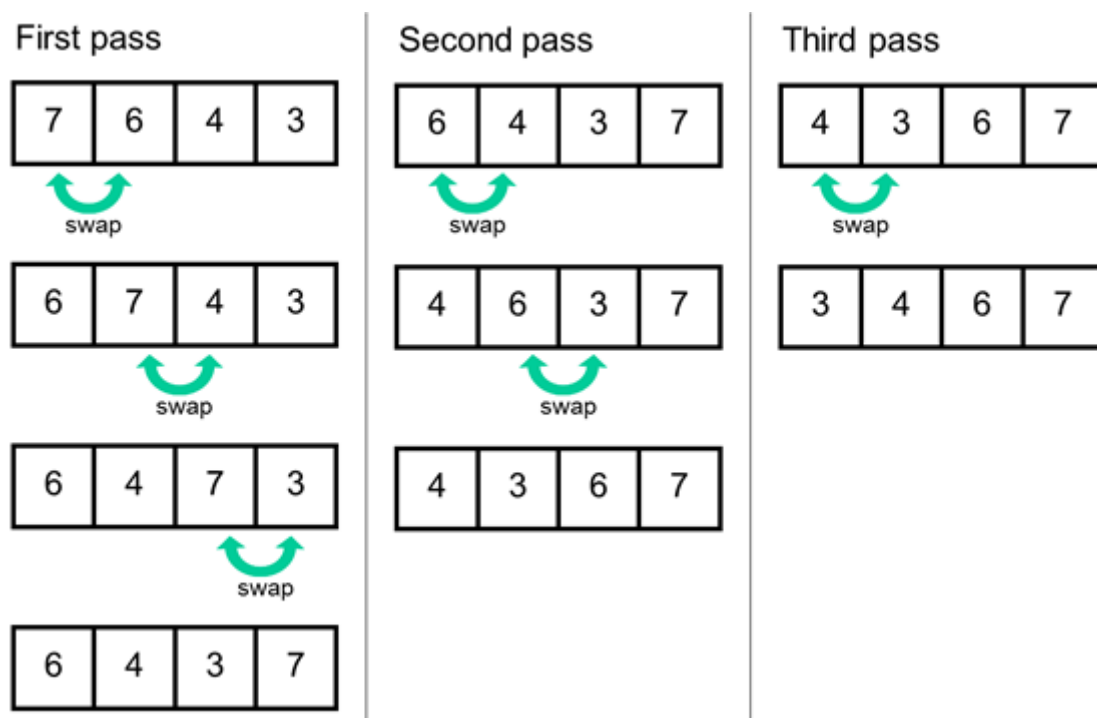 First pass
7 6 4 3
swap
6 7 4 3
swap
6 4 7 3
swap
6 4 3 7
Second pass
6 4 3 7
swap
4 6 3 7
swap
4 3 6 7
Third pass
4 3 6 7
swap
3 4 6 7